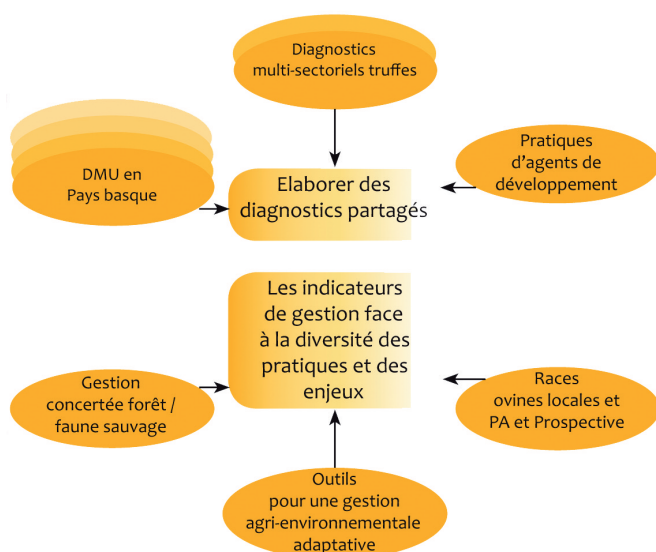 Diagnostics
multi-sectoriels truffes
DMU en
Pays basque
Pratiques
d'agents de
développement
Elaborer des
diagnostics partagés
Les indicateurs
de gestion face
à la diversité des
pratiques et des
enjeux
Gestion
concertée forêt /
faune sauvage
Races
ovines locales et
PA et Prospective
Outils
pour une gestion
agri-environnementale
adaptative